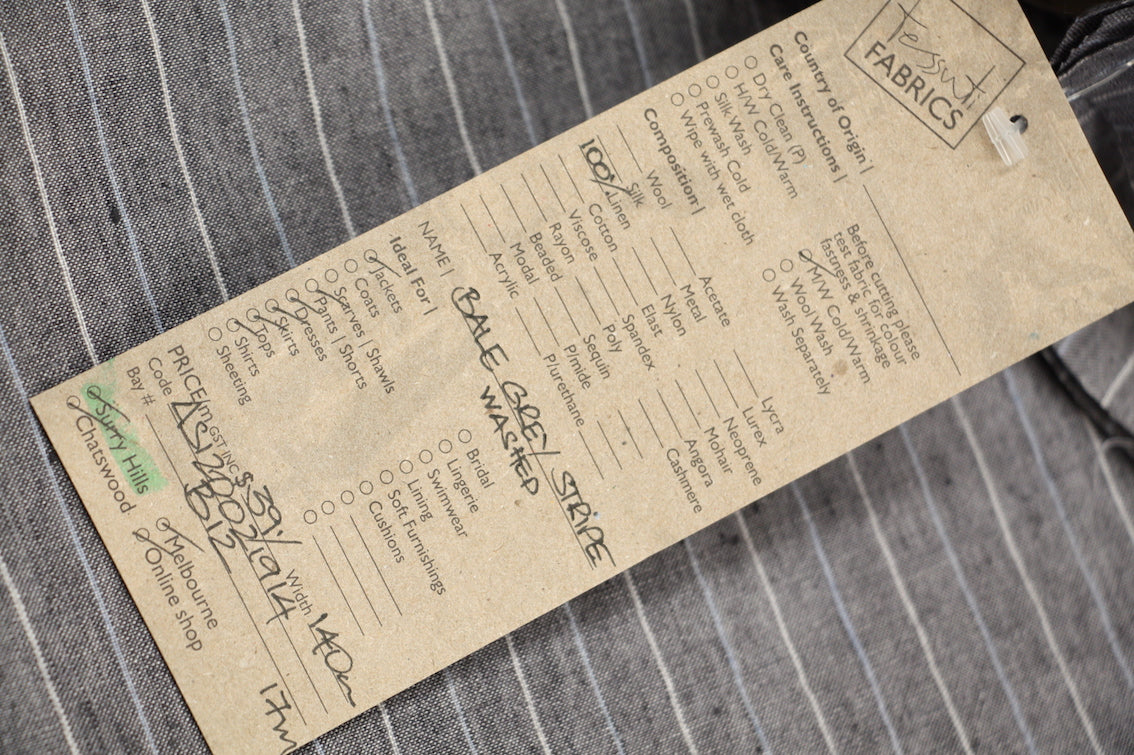 tessuti
FABRICS
Country of Origin |
Care Instructions |
Dry Clean (P)
H/W Cold/Warm
Silk Wash
Prewash Cold
Wipe with wet cloth
Before cutting please
test fabric for colour
fastness & shrinkage
M/W Cold/Warm
Wool Wash
Wash Separately
Composition |
Wool
Silk
100% Linen
Cotton
Viscose
Rayon
Beaded
Modal
Acrylic
Acetate
Metal
Nylon
Elast
Spandex
Poly
Sequin
P/mide
P/urethane
Lycra
Lurex
Neoprene
Mohair
Angora
Cashmere
NAME | BALE GREY STRIPE
WASHED
Ideal For |
Jackets
Coats
Scarves | Shawls
Pants | Shorts
Dresses
Skirts
Tops
Shirts
Sheeting
Bridal
Lingerie
Swimwear
Lining
Soft Furnishings
Cushions
PRICE/m GST INC $39/ Width 140cm
Code
Bay # B12 17m
Surry Hills
Chatswood
Melbourne
Online shop